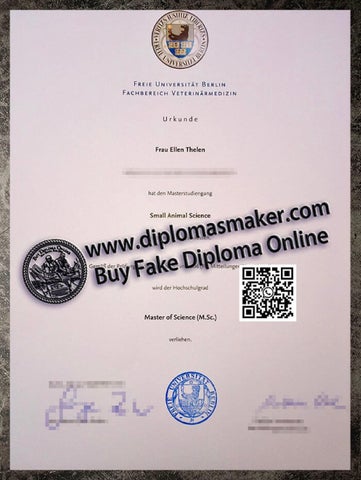 FREIE UNIVERSITÄT BERLIN
FACHBEREICH VETERINÄRMEDIZIN
Urkunde
Frau Ellen Thelen
hat den Masterstudiengang
Small Animal Science
www.diplomasmaker.com
Buy Fake Diploma Online
Mitteilungen
wird der Hochschulgrad
Master of Science (M.Sc.)
verliehen.